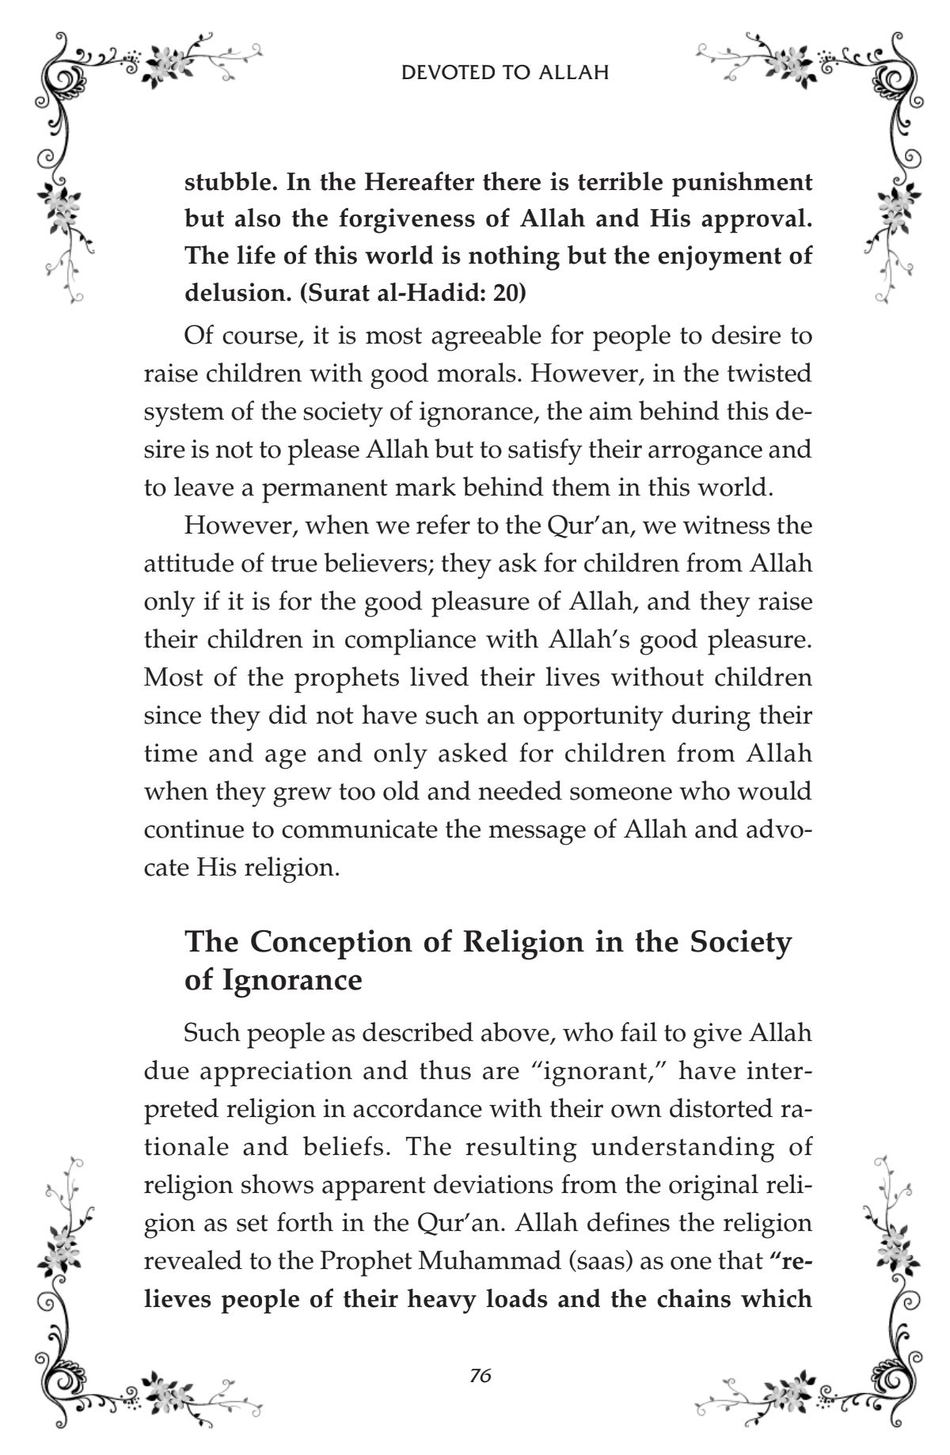 DEVOTED TO ALLAH
stubble. In the Hereafter there is terrible punishment
but also the forgiveness of Allah and His approval.
The life of this world is nothing but the enjoyment of
delusion. (Surat al-Hadid: 20)
Of course, it is most agreeable for people to desire to
raise children with good morals. However, in the twisted
system of the society of ignorance, the aim behind this de-
sire is not to please Allah but to satisfy their arrogance and
to leave a permanent mark behind them in this world.
However, when we refer to the Qur’an, we witness the
attitude of true believers; they ask for children from Allah
only if it is for the good pleasure of Allah, and they raise
their children in compliance with Allah’s good pleasure.
Most of the prophets lived their lives without children
since they did not have such an opportunity during their
time and age and only asked for children from Allah
when they grew too old and needed someone who would
continue to communicate the message of Allah and advo-
cate His religion.
The Conception of Religion in the Society
of Ignorance
Such people as described above, who fail to give Allah
due appreciation and thus are “ignorant,” have inter-
preted religion in accordance with their own distorted ra-
tionale and beliefs. The resulting understanding of
religion shows apparent deviations from the original reli-
gion as set forth in the Qur’an. Allah defines the religion
revealed to the Prophet Muhammad (saas) as one that “re-
lieves people of their heavy loads and the chains which
76